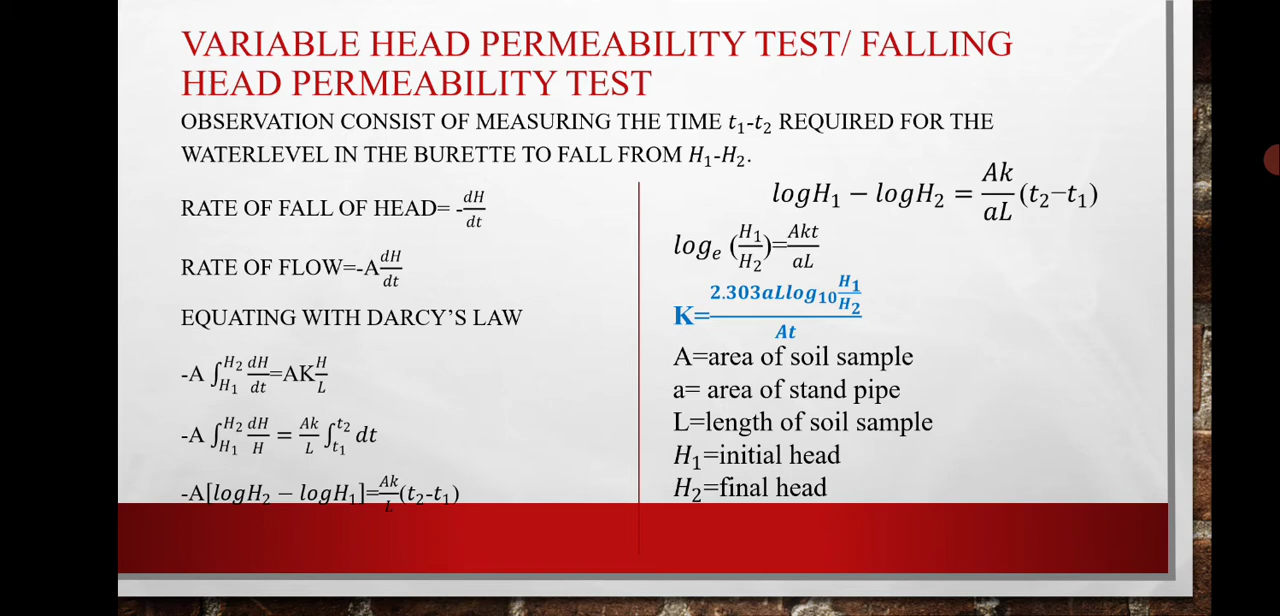 VARIABLE HEAD PERMEABILITY TEST/ FALLING
HEAD PERMEABILITY TEST
OBSERVATION CONSIST OF MEASURING THE TIME t₁-t₂ REQUIRED FOR THE
WATERLEVEL IN THE BURETTE TO FALL FROM H₁-H₂.
RATE OF FALL OF HEAD= -dH/dt
RATE OF FLOW=-A dH/dt
EQUATING WITH DARCY'S LAW
-A ∫_{H₁}^{H₂} dH/dt=AK H/L
-A ∫_{H₁}^{H₂} dH/H = Ak/L ∫_{t₁}^{t₂} dt
-A[logH₂ − logH₁]=Ak/L(t₂-t₁)
logH₁ − logH₂ = Ak/aL (t₂−t₁)
logₑ (H₁/H₂)=Akt/aL
K=2.303aLlog₁₀ H₁/H₂ / At
A=area of soil sample
a= area of stand pipe
L=length of soil sample
H₁=initial head
H₂=final head